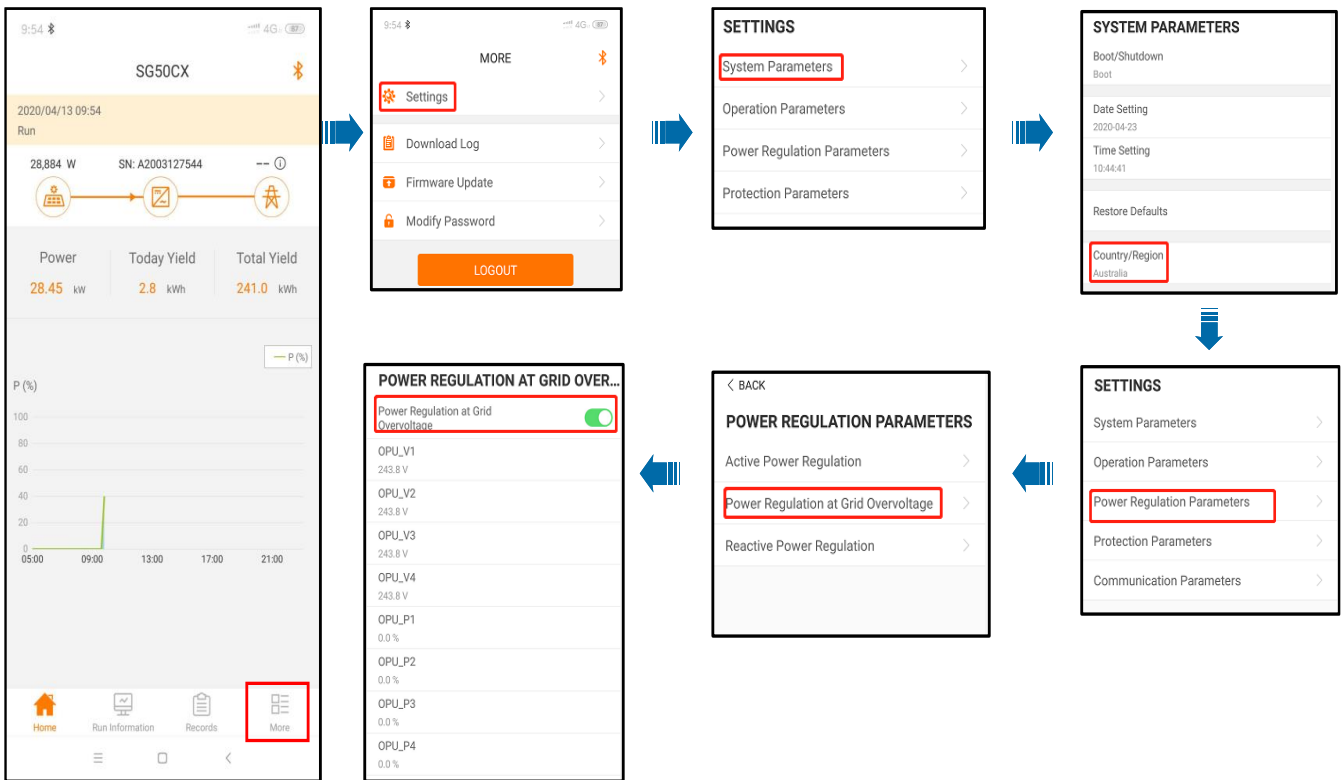 9:54
4G
87
SG50CX
2020/04/13 09:54
Run
28,884 W
SN: A2003127544
--
Power
Today Yield
Total Yield
28.45 kW
2.8 kWh
241.0 kWh
P (%)
P (%)
100
80
60
40
20
0
05:00
09:00
13:00
17:00
21:00
Home
Run Information
Records
More
9:54
4G
87
MORE
Settings
Download Log
Firmware Update
Modify Password
LOGOUT
SETTINGS
System Parameters
Operation Parameters
Power Regulation Parameters
Protection Parameters
SYSTEM PARAMETERS
Boot/Shutdown
Boot
Date Setting
2020-04-23
Time Setting
10:44:41
Restore Defaults
Country/Region
Australia
SETTINGS
System Parameters
Operation Parameters
Power Regulation Parameters
Protection Parameters
Communication Parameters
< BACK
POWER REGULATION PARAMETERS
Active Power Regulation
Power Regulation at Grid Overvoltage
Reactive Power Regulation
POWER REGULATION AT GRID OVER...
Power Regulation at Grid
Overvoltage
OPU_V1
243.8 V
OPU_V2
243.8 V
OPU_V3
243.8 V
OPU_V4
243.8 V
OPU_P1
0.0 %
OPU_P2
0.0 %
OPU_P3
0.0 %
OPU_P4
0.0 %